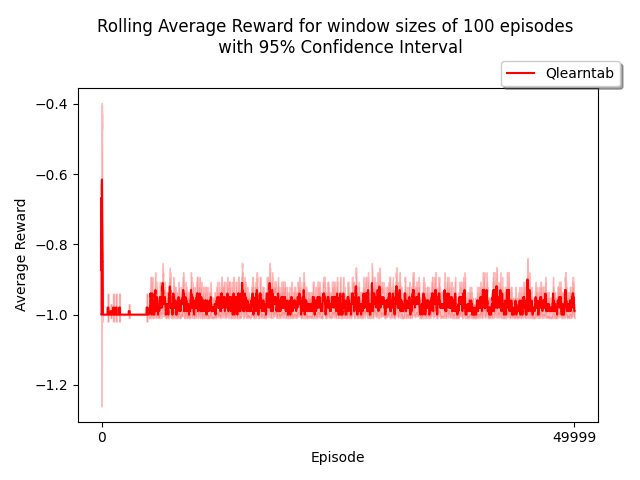 Rolling Average Reward for window sizes of 100 episodes
with 95% Confidence Interval
Qlearntab
−0.4
−0.6
−0.8
−1.0
−1.2
Average Reward
0
49999
Episode